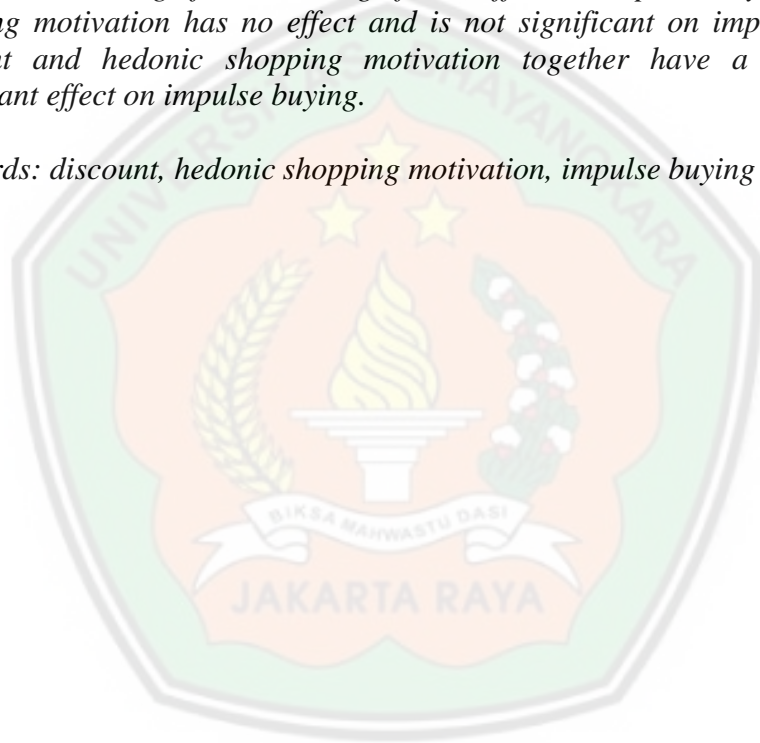 ng motivation has no effect and is not significant on imp
nt and hedonic shopping motivation together have a
ant effect on impulse buying.
rds: discount, hedonic shopping motivation, impulse buying
UNIVERSITAS BHAYANGKARA
BIKSA MAHWASTU DASI
JAKARTA RAYA